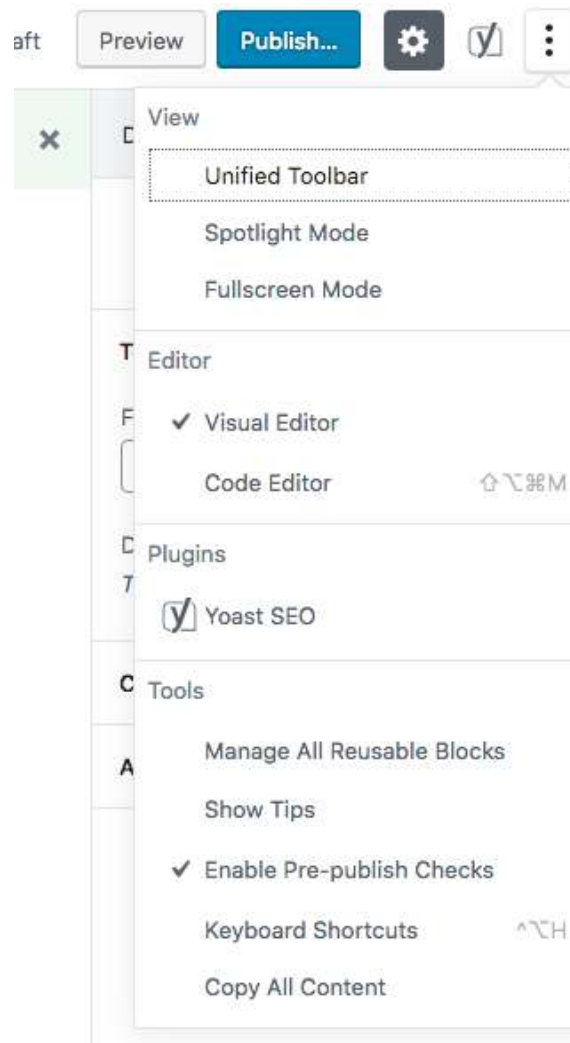 aft Preview Publish...
View
Unified Toolbar
Spotlight Mode
Fullscreen Mode
T
Editor
F
✓ Visual Editor
Code Editor ⇧⌥⌘M
D
Plugins
T
Yoast SEO
C
Tools
Manage All Reusable Blocks
A
Show Tips
✓ Enable Pre-publish Checks
Keyboard Shortcuts ^⌥H
Copy All Content